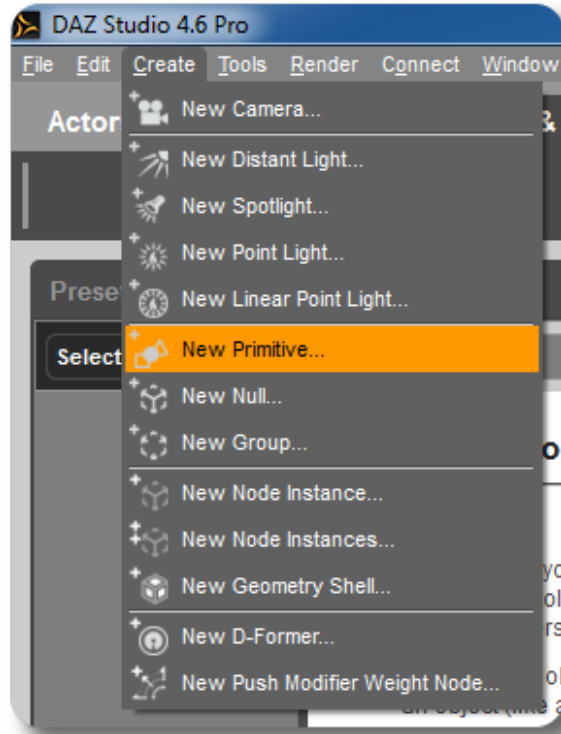 DAZ Studio 4.6 Pro
File Edit Create Tools Render Connect Window
New Camera...
New Distant Light...
New Spotlight...
New Point Light...
New Linear Point Light...
New Primitive...
New Null...
New Group...
New Node Instance...
New Node Instances...
New Geometry Shell...
New D-Former...
New Push Modifier Weight Node...
Actor
&
Prese
Select